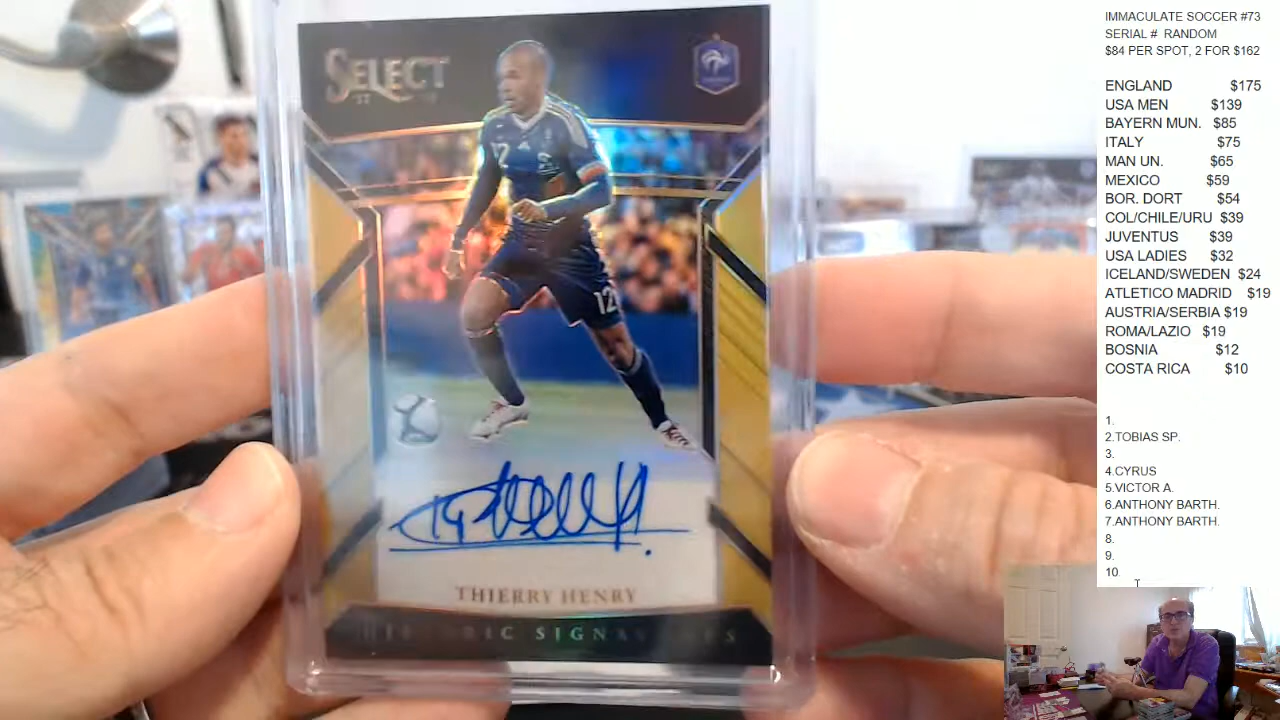 SELECT
12
12
THIERRY HENRY
HISTORIC SIGNATURES
IMMACULATE SOCCER #73
SERIAL # RANDOM
$84 PER SPOT, 2 FOR $162
ENGLAND $175
USA MEN $139
BAYERN MUN. $85
ITALY $75
MAN UN. $65
MEXICO $59
BOR. DORT $54
COL/CHILE/URU $39
JUVENTUS $39
USA LADIES $32
ICELAND/SWEDEN $24
ATLETICO MADRID $19
AUSTRIA/SERBIA $19
ROMA/LAZIO $19
BOSNIA $12
COSTA RICA $10
1.
2.TOBIAS SP.
3.
4.CYRUS
5.VICTOR A.
6.ANTHONY BARTH.
7.ANTHONY BARTH.
8.
9.
10.